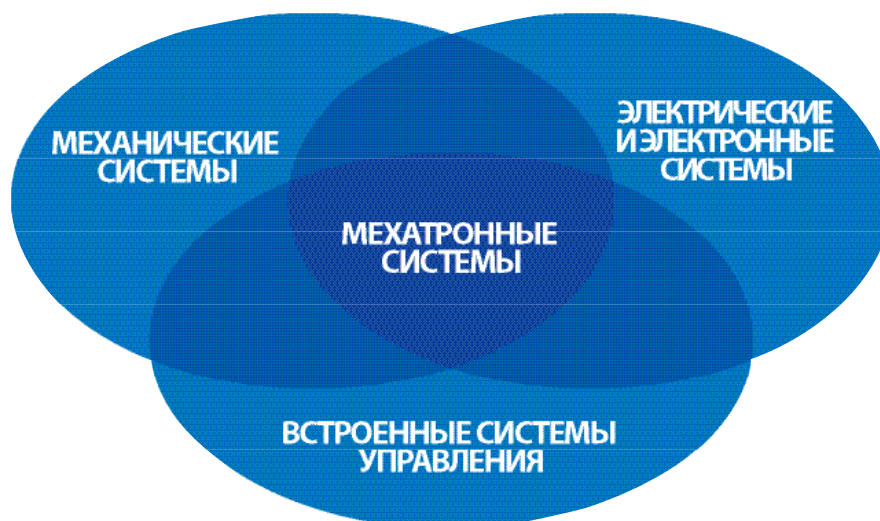 МЕХАНИЧЕСКИЕ
СИСТЕМЫ
ЭЛЕКТРИЧЕСКИЕ
И ЭЛЕКТРОННЫЕ
СИСТЕМЫ
МЕХАТРОННЫЕ
СИСТЕМЫ
ВСТРОЕННЫЕ СИСТЕМЫ
УПРАВЛЕНИЯ